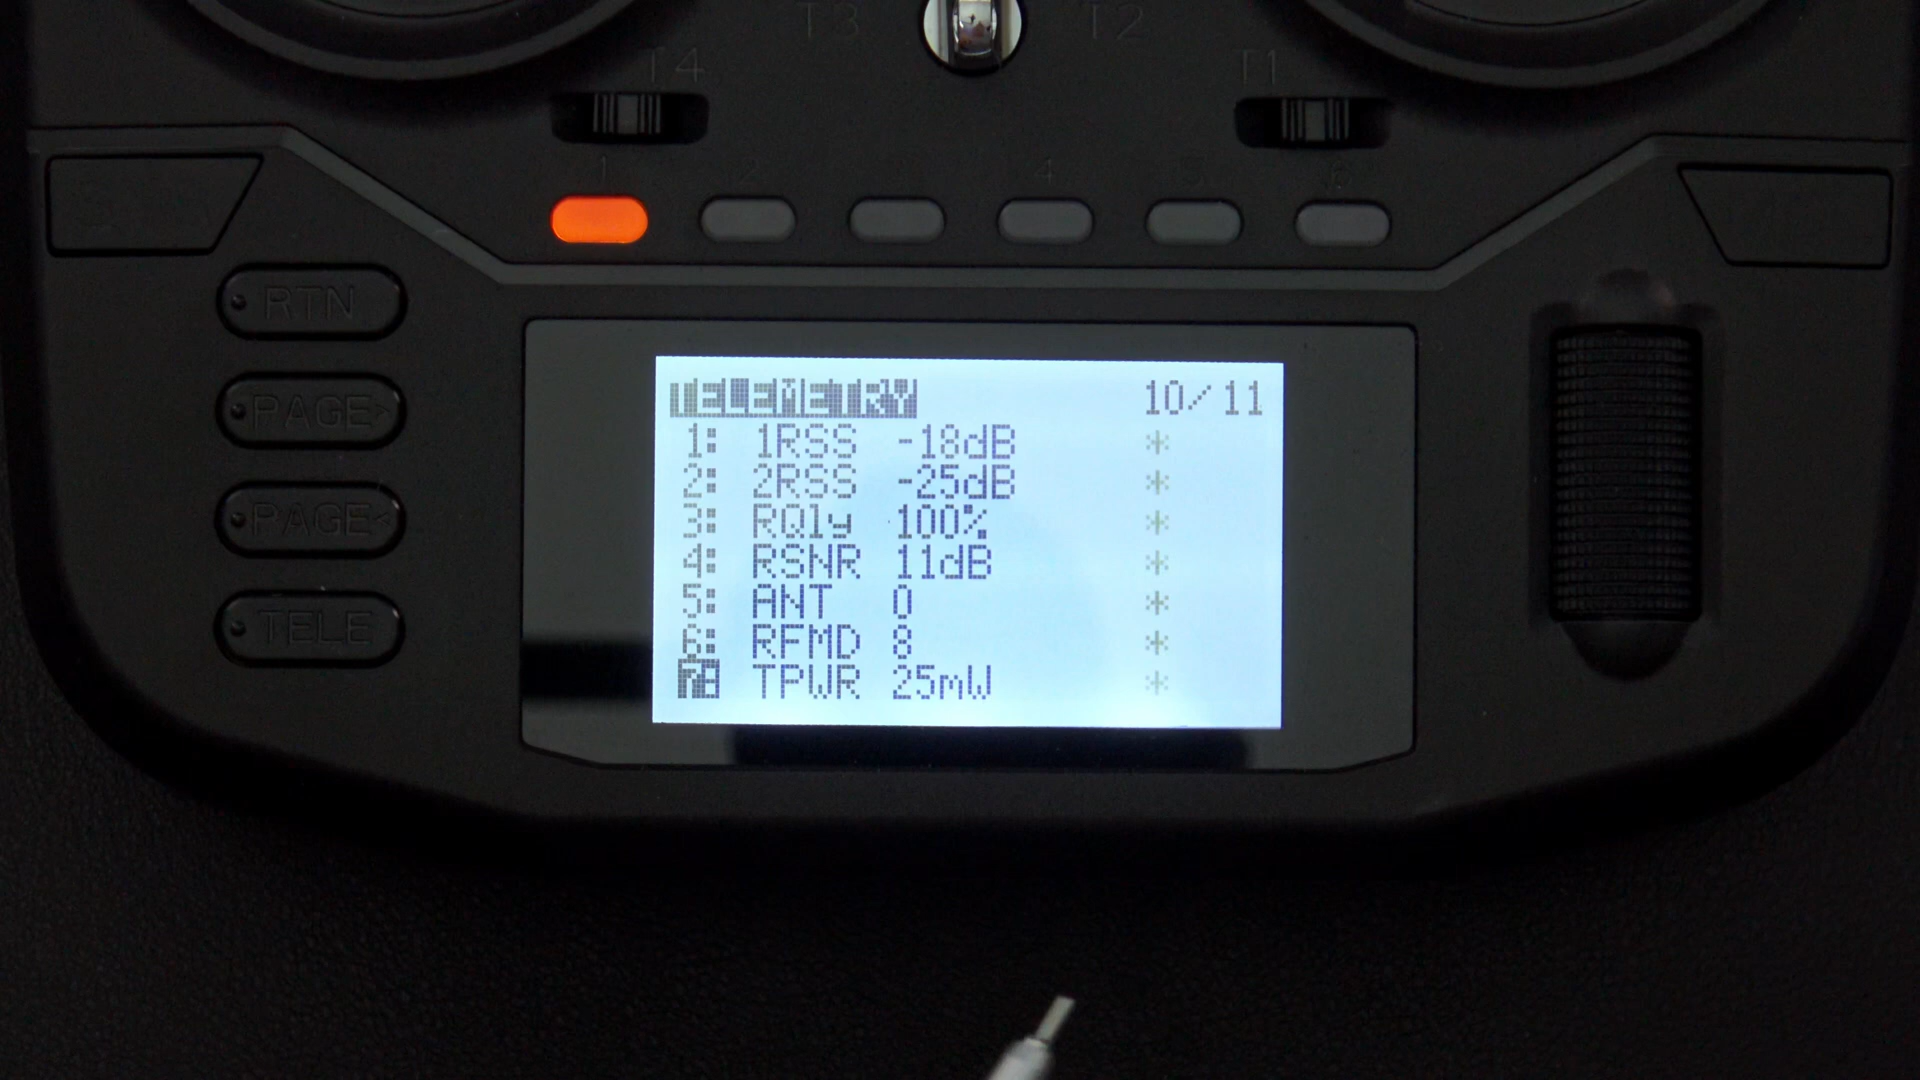 T3
T2
T4
T1
1
2
4
5
6
RTN
PAGE>
PAGE<
TELE
TELEMETRY 10/11
1: 1RSS -18dB *
2: 2RSS -25dB *
3: RQly 100% *
4: RSNR 11dB *
5: ANT 0 *
6: RFMD 8 *
7: TPWR 25mW *